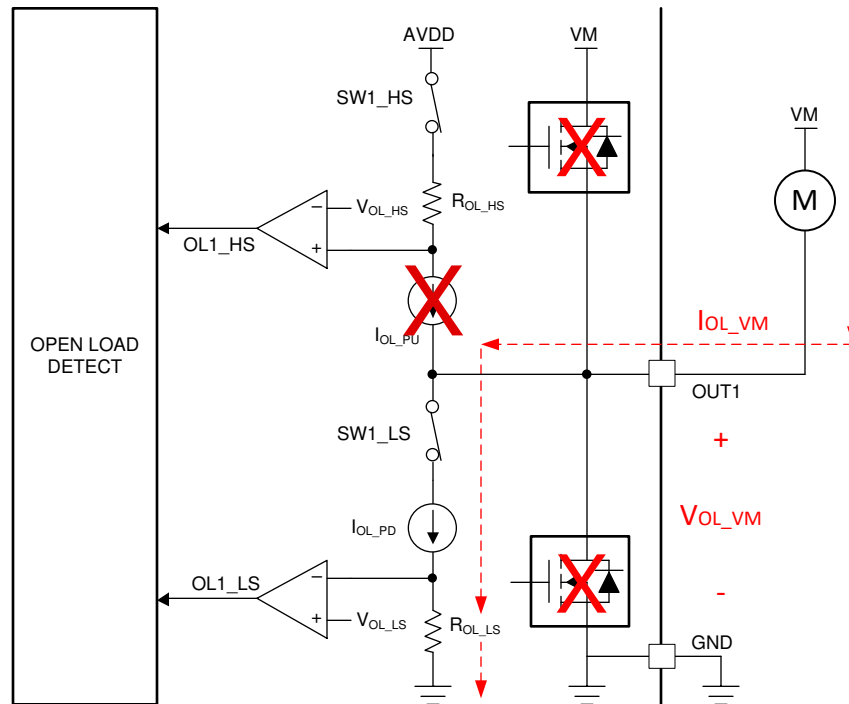 AVDD
VM
SW1_HS
VM
M
–
VOL_HS
ROL_HS
+
OL1_HS
IOL_PU
IOL_VM
OPEN LOAD
DETECT
OUT1
SW1_LS
+
IOL_PD
VOL_VM
OL1_LS
–
-
+
VOL_LS
ROL_LS
GND